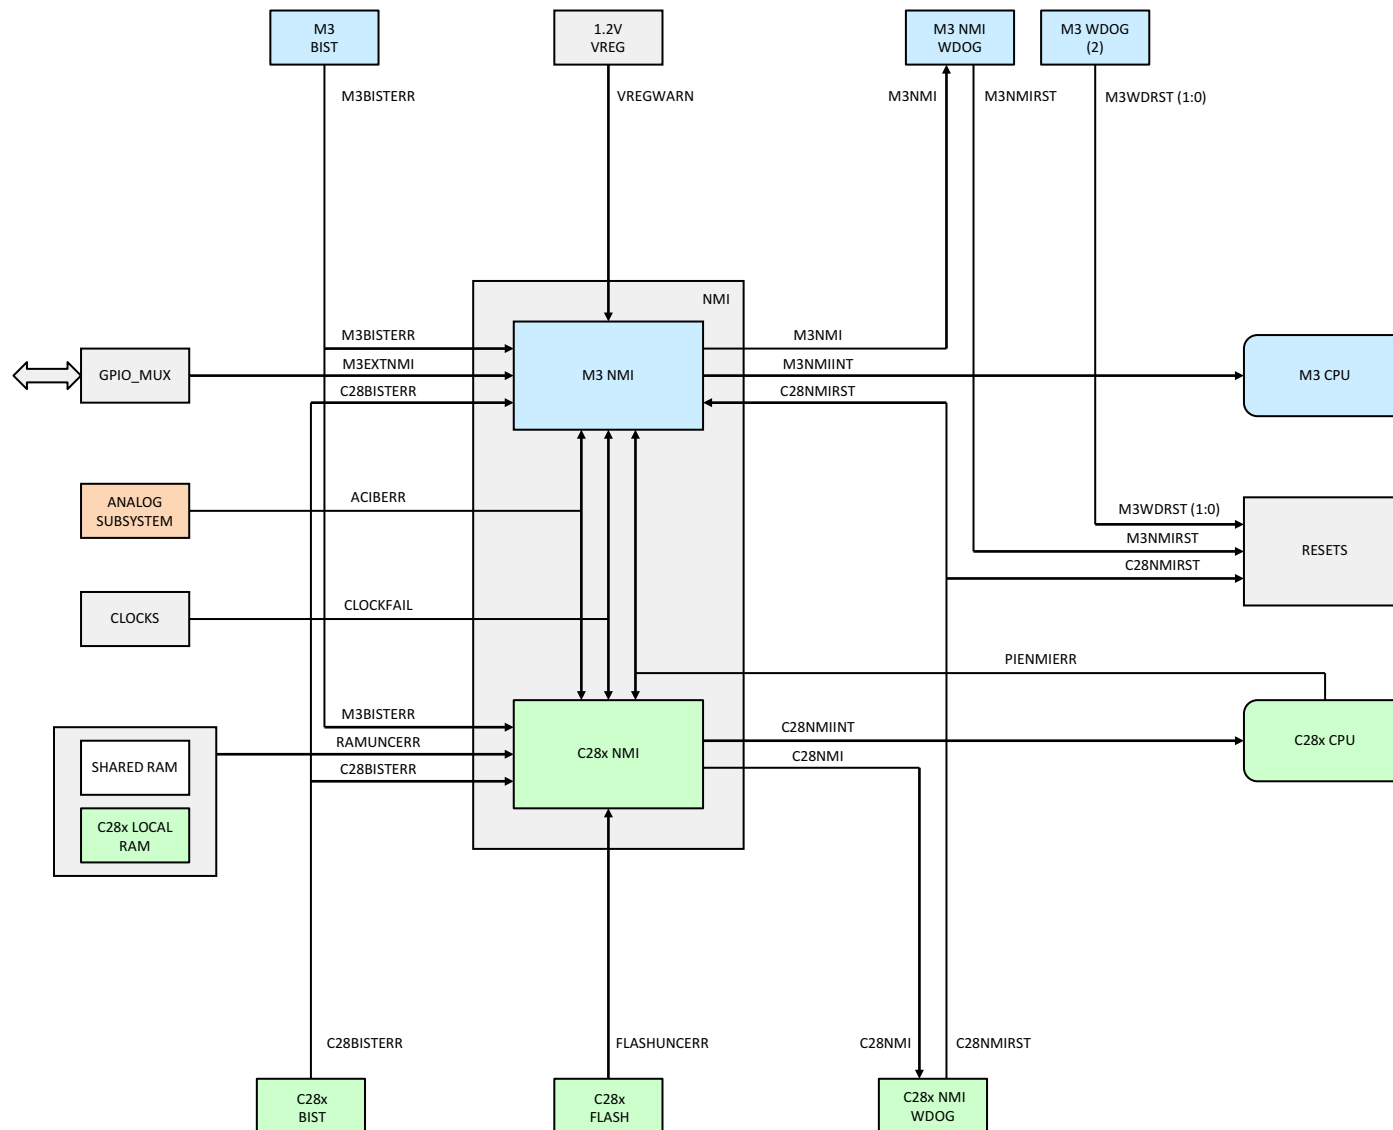 M3
BIST
1.2V
VREG
M3 NMI
WDOG
M3 WDOG
(2)
M3BISTERR
VREGWARN
M3NMI
M3NMIRST
M3WDRST (1:0)
NMI
M3BISTERR
M3NMI
GPIO_MUX
M3EXTNMI
M3 NMI
M3NMIINT
M3 CPU
C28BISTERR
C28NMIRST
ANALOG
SUBSYSTEM
ACIBERR
M3WDRST (1:0)
M3NMIRST
RESETS
C28NMIRST
CLOCKS
CLOCKFAIL
PIENMIERR
M3BISTERR
C28NMIINT
RAMUNCERR
C28x NMI
C28NMI
C28x CPU
SHARED RAM
C28BISTERR
C28x LOCAL
RAM
C28BISTERR
FLASHUNCERR
C28NMI
C28NMIRST
C28x
BIST
C28x
FLASH
C28x NMI
WDOG